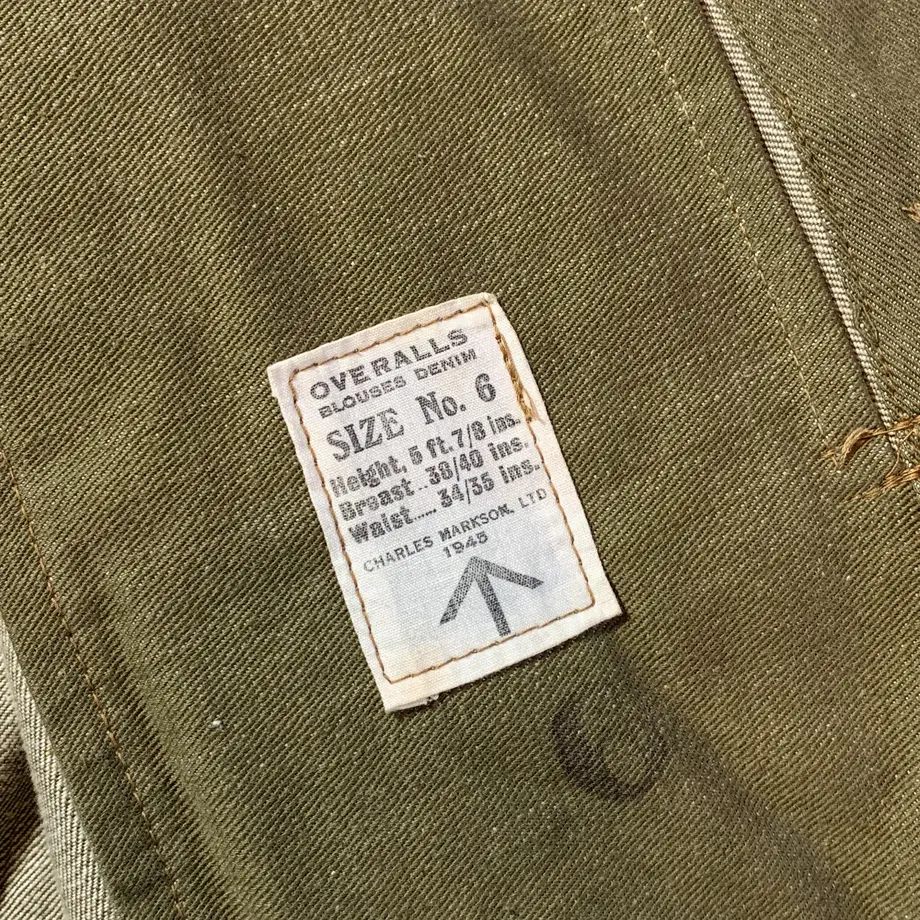 OVERALLS
BLOUSES DENIM
SIZE No. 6
Height, 5 ft. 7/8 ins.
Breast.. 38/40 ins.
Waist..... 34/35 ins.
CHARLES MARKSON, LTD
1945